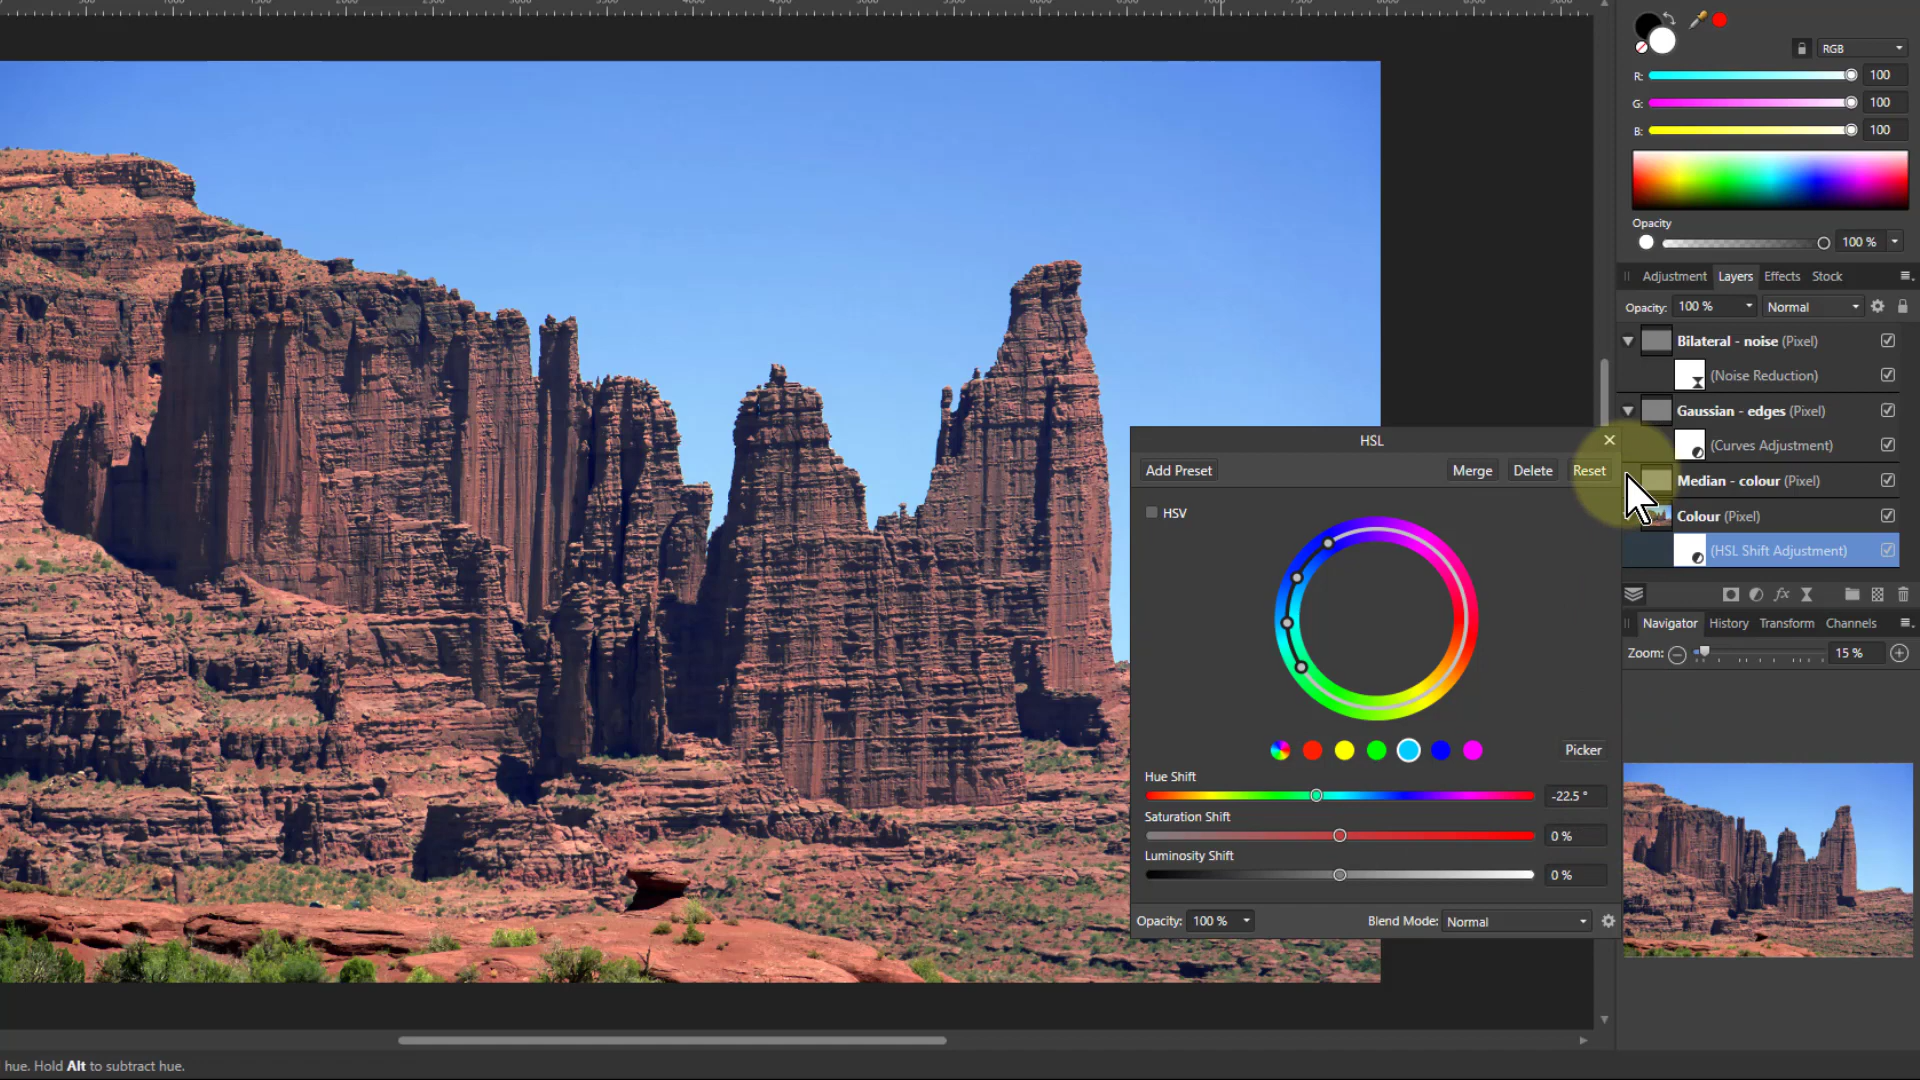 RGB
R: 100
G: 100
B: 100
Opacity
100 %
Adjustment Layers Effects Stock
Opacity: 100 % Normal
Bilateral - noise (Pixel)
(Noise Reduction)
Gaussian - edges (Pixel)
(Curves Adjustment)
Median - colour (Pixel)
Colour (Pixel)
(HSL Shift Adjustment)
fx
Navigator History Transform Channels
Zoom: 15 %
HSL
Add Preset Merge Delete Reset
HSV
Picker
Hue Shift
-22.5 °
Saturation Shift
0 %
Luminosity Shift
0 %
Opacity: 100 % Blend Mode: Normal
hue. Hold Alt to subtract hue.